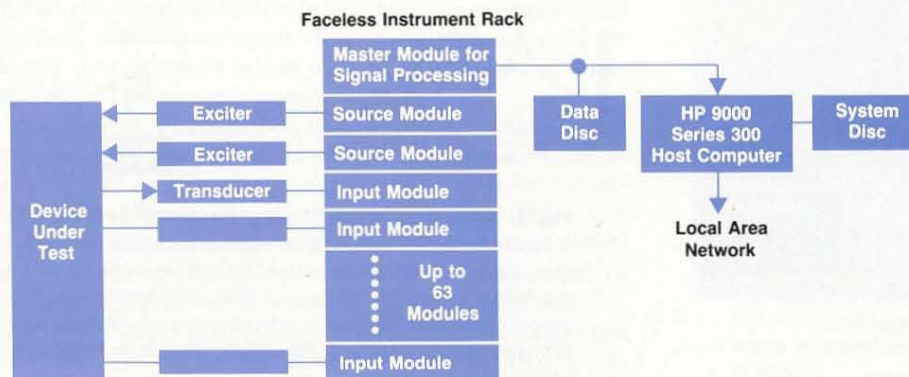 Faceless Instrument Rack
Master Module for
Signal Processing
Exciter
Source Module
Data
Disc
HP 9000
Series 300
Host Computer
System
Disc
Exciter
Source Module
Transducer
Input Module
Device
Under
Test
Input Module
Local Area
Network
Up to
63
Modules
Input Module